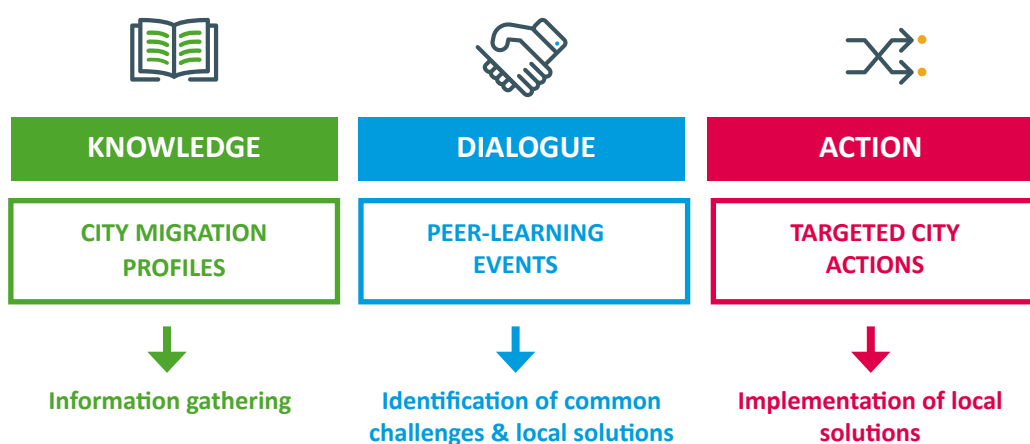 KNOWLEDGE
CITY MIGRATION
PROFILES
Information gathering
DIALOGUE
PEER-LEARNING
EVENTS
Identification of common
challenges & local solutions
ACTION
TARGETED CITY
ACTIONS
Implementation of local
solutions